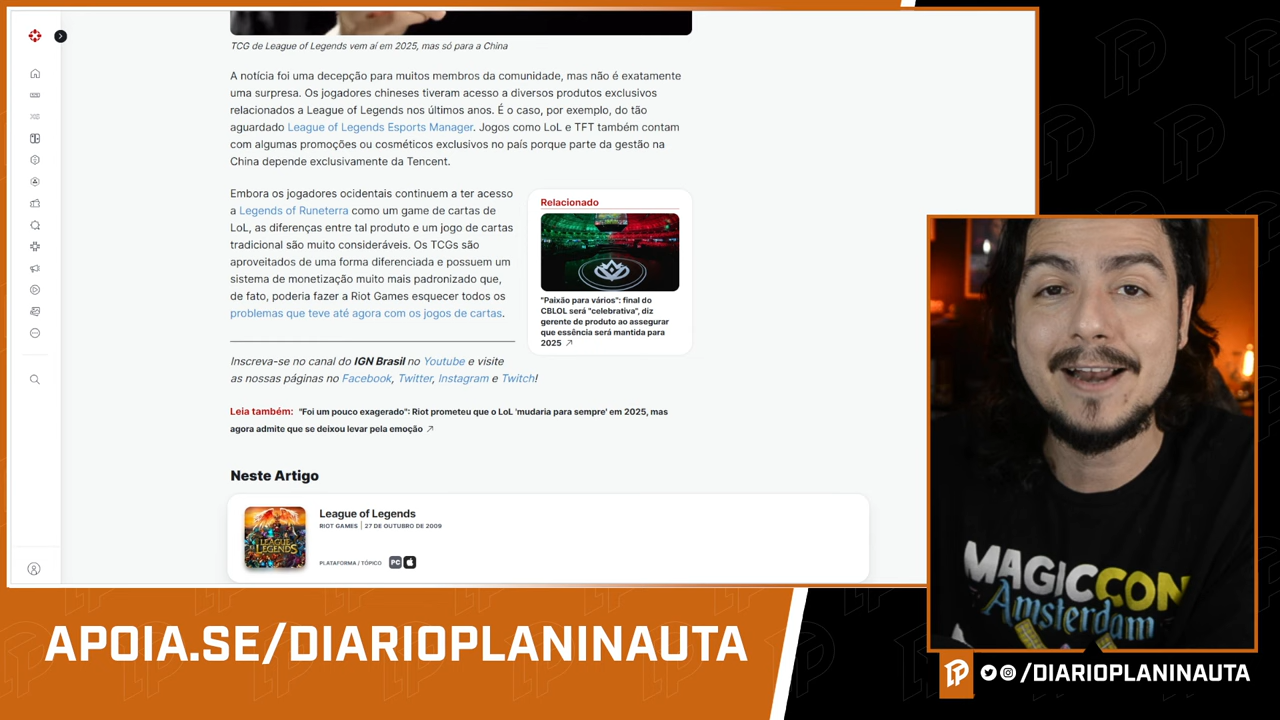 TCG de League of Legends vem aí em 2025, mas só para a China
A notícia foi uma decepção para muitos membros da comunidade, mas não é exatamente
uma surpresa. Os jogadores chineses tiveram acesso a diversos produtos exclusivos
relacionados a League of Legends nos últimos anos. É o caso, por exemplo, do tão
aguardado League of Legends Esports Manager. Jogos como LoL e TFT também contam
com algumas promoções ou cosméticos exclusivos no país porque parte da gestão na
China depende exclusivamente da Tencent.
Embora os jogadores ocidentais continuem a ter acesso
a Legends of Runeterra como um game de cartas de
LoL, as diferenças entre tal produto e um jogo de cartas
tradicional são muito consideráveis. Os TCGs são
aproveitados de uma forma diferenciada e possuem um
sistema de monetização muito mais padronizado que,
de fato, poderia fazer a Riot Games esquecer todos os
problemas que teve até agora com os jogos de cartas.
Relacionado
"Paixão para vários": final do
CBLOL será "celebrativa", diz
gerente de produto ao assegurar
que essência será mantida para
2025
Inscreva-se no canal do IGN Brasil no Youtube e visite
as nossas páginas no Facebook, Twitter, Instagram e Twitch!
Leia também: "Foi um pouco exagerado": Riot prometeu que o LoL 'mudaria para sempre' em 2025, mas
agora admite que se deixou levar pela emoção
Neste Artigo
LEAGUE OF
LEGENDS
League of Legends
RIOT GAMES | 27 DE OUTUBRO DE 2009
PLATAFORMA / TÓPICO PC
MAGICCON
Amsterdam
APOIA.SE/DIARIOPLANINAUTA
/DIARIOPLANINAUTA